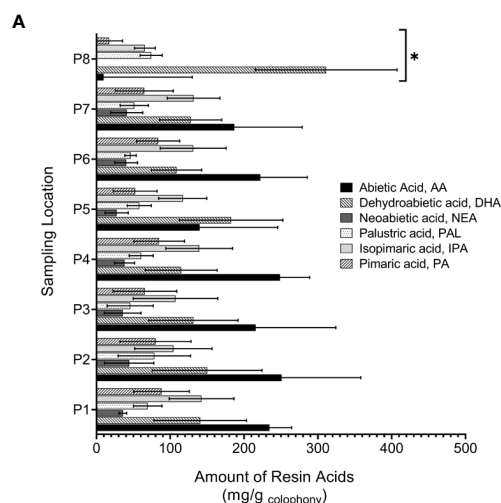 A
*
P8
P7
P6
P5
P4
P3
P2
P1
Sampling Location
Abietic Acid, AA
Dehydroabietic acid, DHA
Neoabietic acid, NEA
Palustric acid, PAL
Isopimaric acid, IPA
Pimaric acid, PA
0 100 200 300 400 500
Amount of Resin Acids
(mg/g colophony)